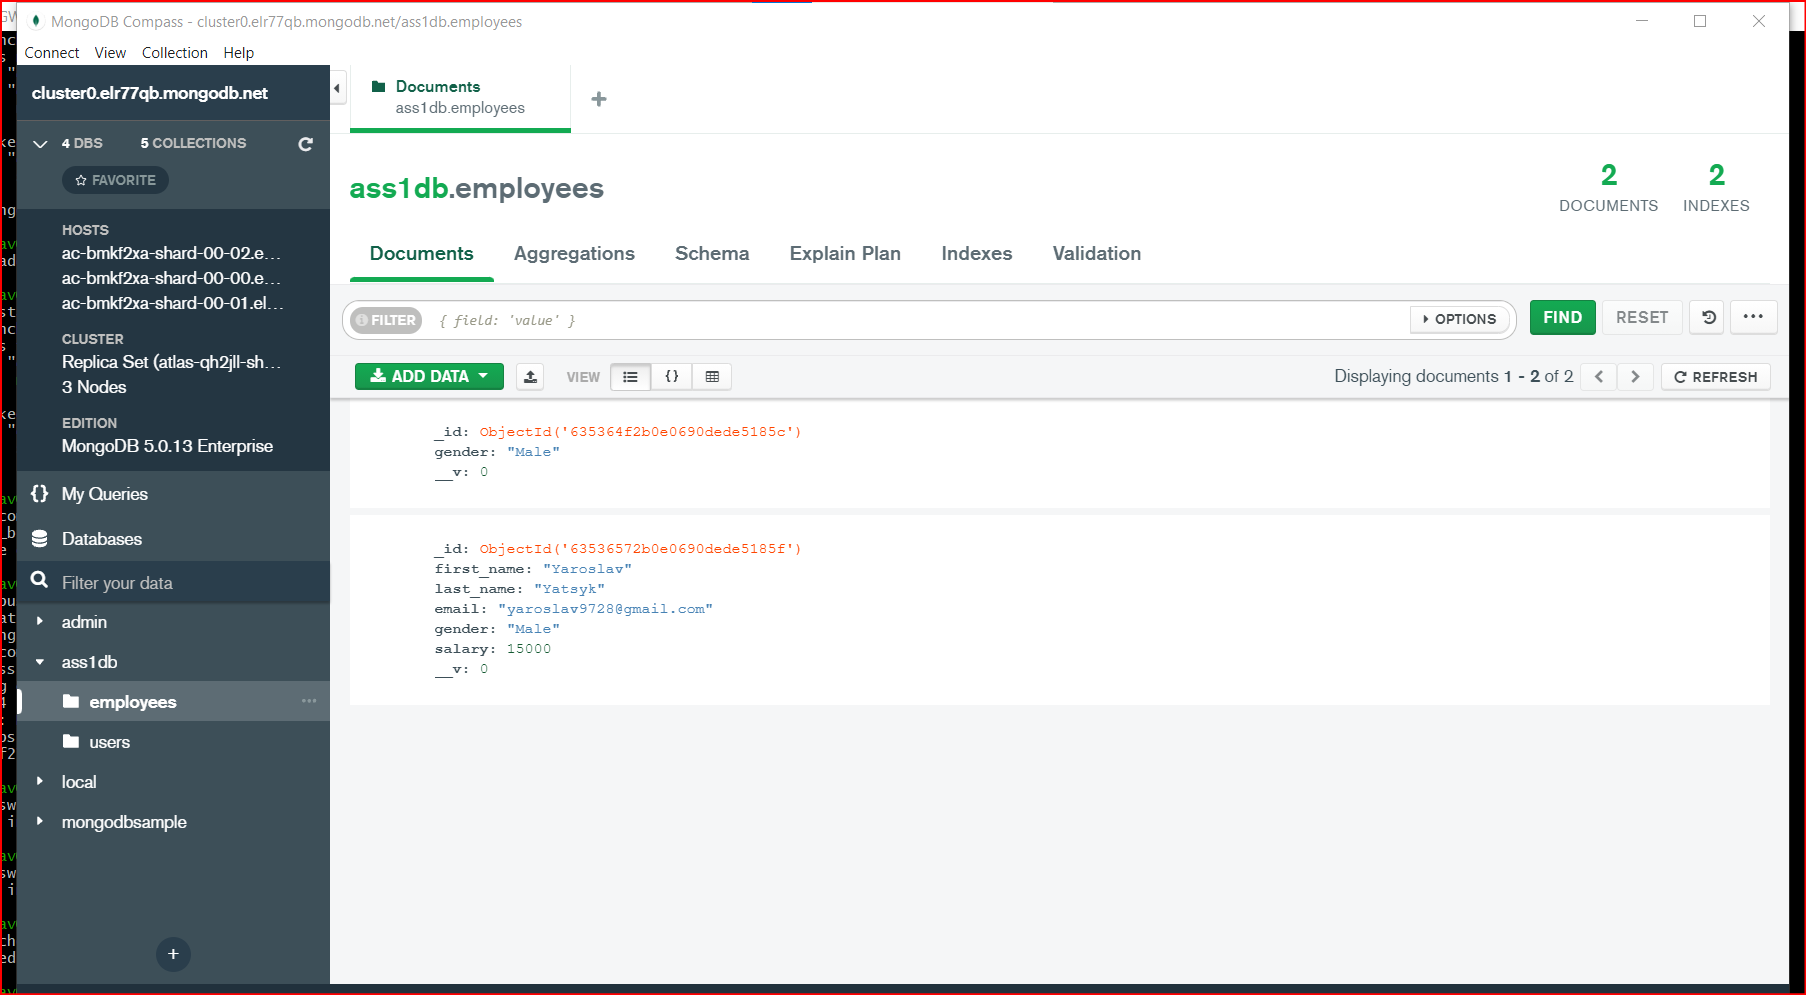 MongoDB Compass - cluster0.elr77qb.mongodb.net/ass1db.employees
Connect View Collection Help
cluster0.elr77qb.mongodb.net
4 DBS 5 COLLECTIONS
FAVORITE
HOSTS
ac-bmkf2xa-shard-00-02.e...
ac-bmkf2xa-shard-00-00.e...
ac-bmkf2xa-shard-00-01.el...
CLUSTER
Replica Set (atlas-qh2jll-sh...
3 Nodes
EDITION
MongoDB 5.0.13 Enterprise
{} My Queries
Databases
Filter your data
admin
ass1db
employees ...
users
local
mongodbsample
+
Documents
ass1db.employees
+
ass1db.employees
2
DOCUMENTS
2
INDEXES
Documents Aggregations Schema Explain Plan Indexes Validation
FILTER { field: 'value' } OPTIONS FIND RESET ...
ADD DATA VIEW {} Displaying documents 1 - 2 of 2 < > REFRESH
_id: ObjectId('635364f2b0e0690dede5185c')
gender: "Male"
__v: 0
_id: ObjectId('63536572b0e0690dede5185f')
first_name: "Yaroslav"
last_name: "Yatsyk"
email: "yaroslav9728@gmail.com"
gender: "Male"
salary: 15000
__v: 0